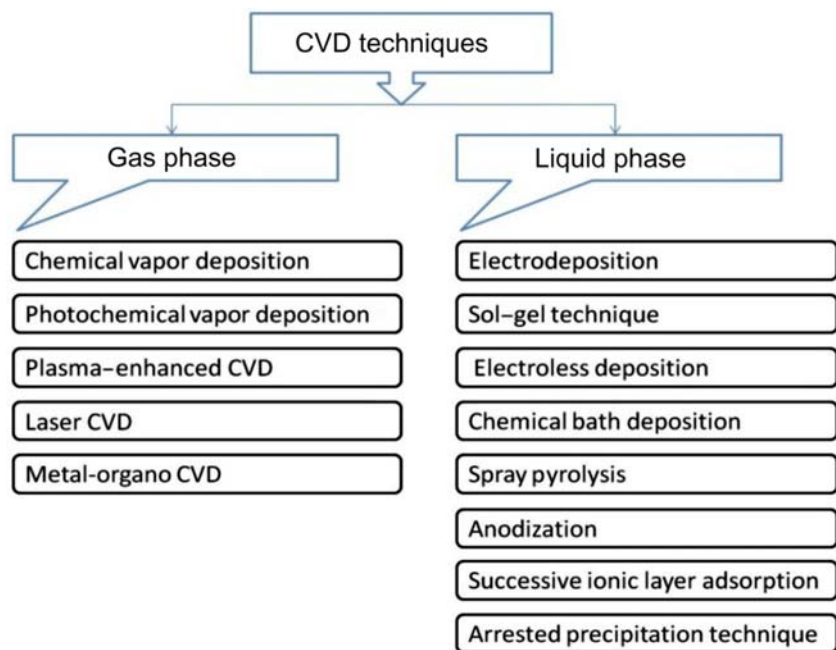 CVD techniques
Gas phase
Liquid phase
Chemical vapor deposition
Photochemical vapor deposition
Plasma–enhanced CVD
Laser CVD
Metal-organo CVD
Electrodeposition
Sol–gel technique
Electroless deposition
Chemical bath deposition
Spray pyrolysis
Anodization
Successive ionic layer adsorption
Arrested precipitation technique